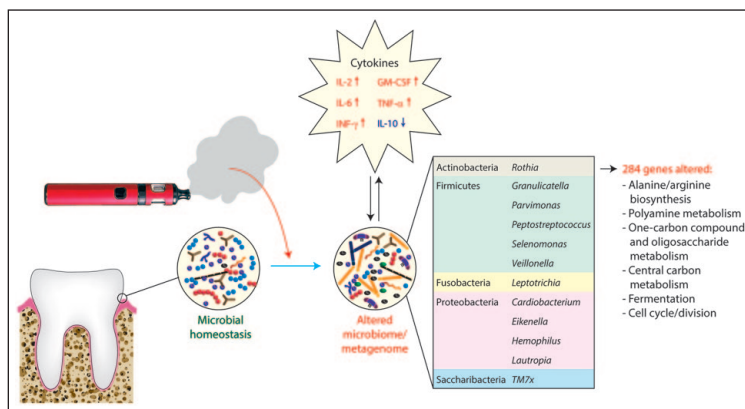 Cytokines
IL-2 ↑ GM-CSF ↑
IL-6 ↑ TNF-α ↑
INF-γ ↑ IL-10 ↓
Microbial
homeostasis
Altered
microbiome/
metagenome
Actinobacteria Rothia
Firmicutes Granulicatella
Parvimonas
Peptostreptococcus
Selenomonas
Veillonella
Fusobacteria Leptotrichia
Proteobacteria Cardiobacterium
Eikenella
Hemophilus
Lautropia
Saccharibacteria TM7x
284 genes altered:
- Alanine/arginine
biosynthesis
- Polyamine metabolism
- One-carbon compound
and oligosaccharide
metabolism
- Central carbon
metabolism
- Fermentation
- Cell cycle/division